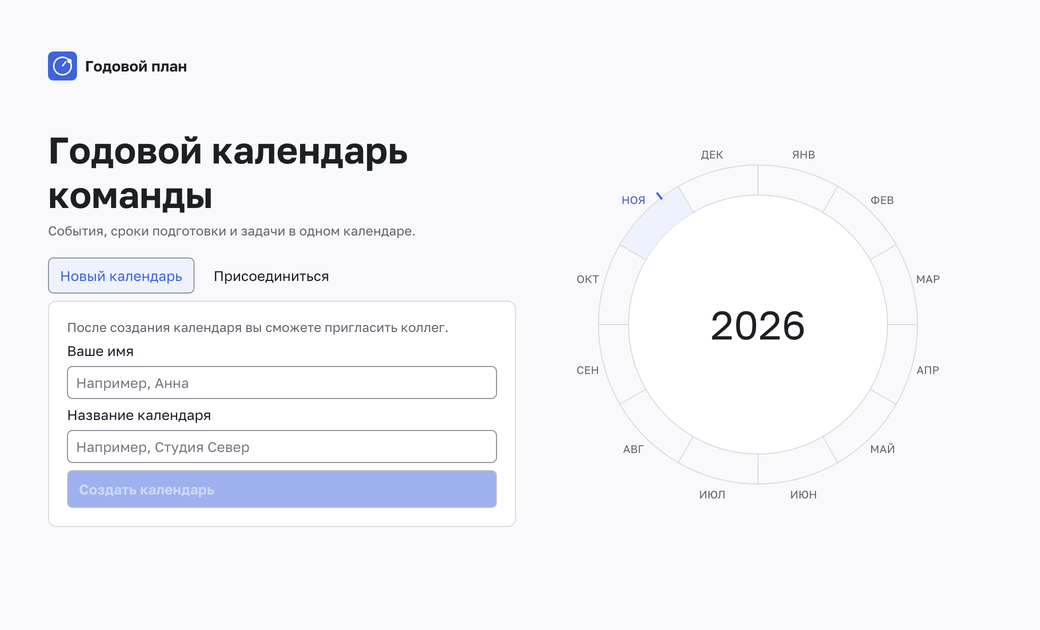 Годовой план
Годовой календарь
команды
События, сроки подготовки и задачи в одном календаре.
Новый календарь
Присоединиться
После создания календаря вы сможете пригласить коллег.
Ваше имя
Например, Анна
Название календаря
Например, Студия Север
Создать календарь
ДЕК
ЯНВ
НОЯ
ФЕВ
ОКТ
МАР
2026
СЕН
АПР
АВГ
МАЙ
ИЮЛ
ИЮН